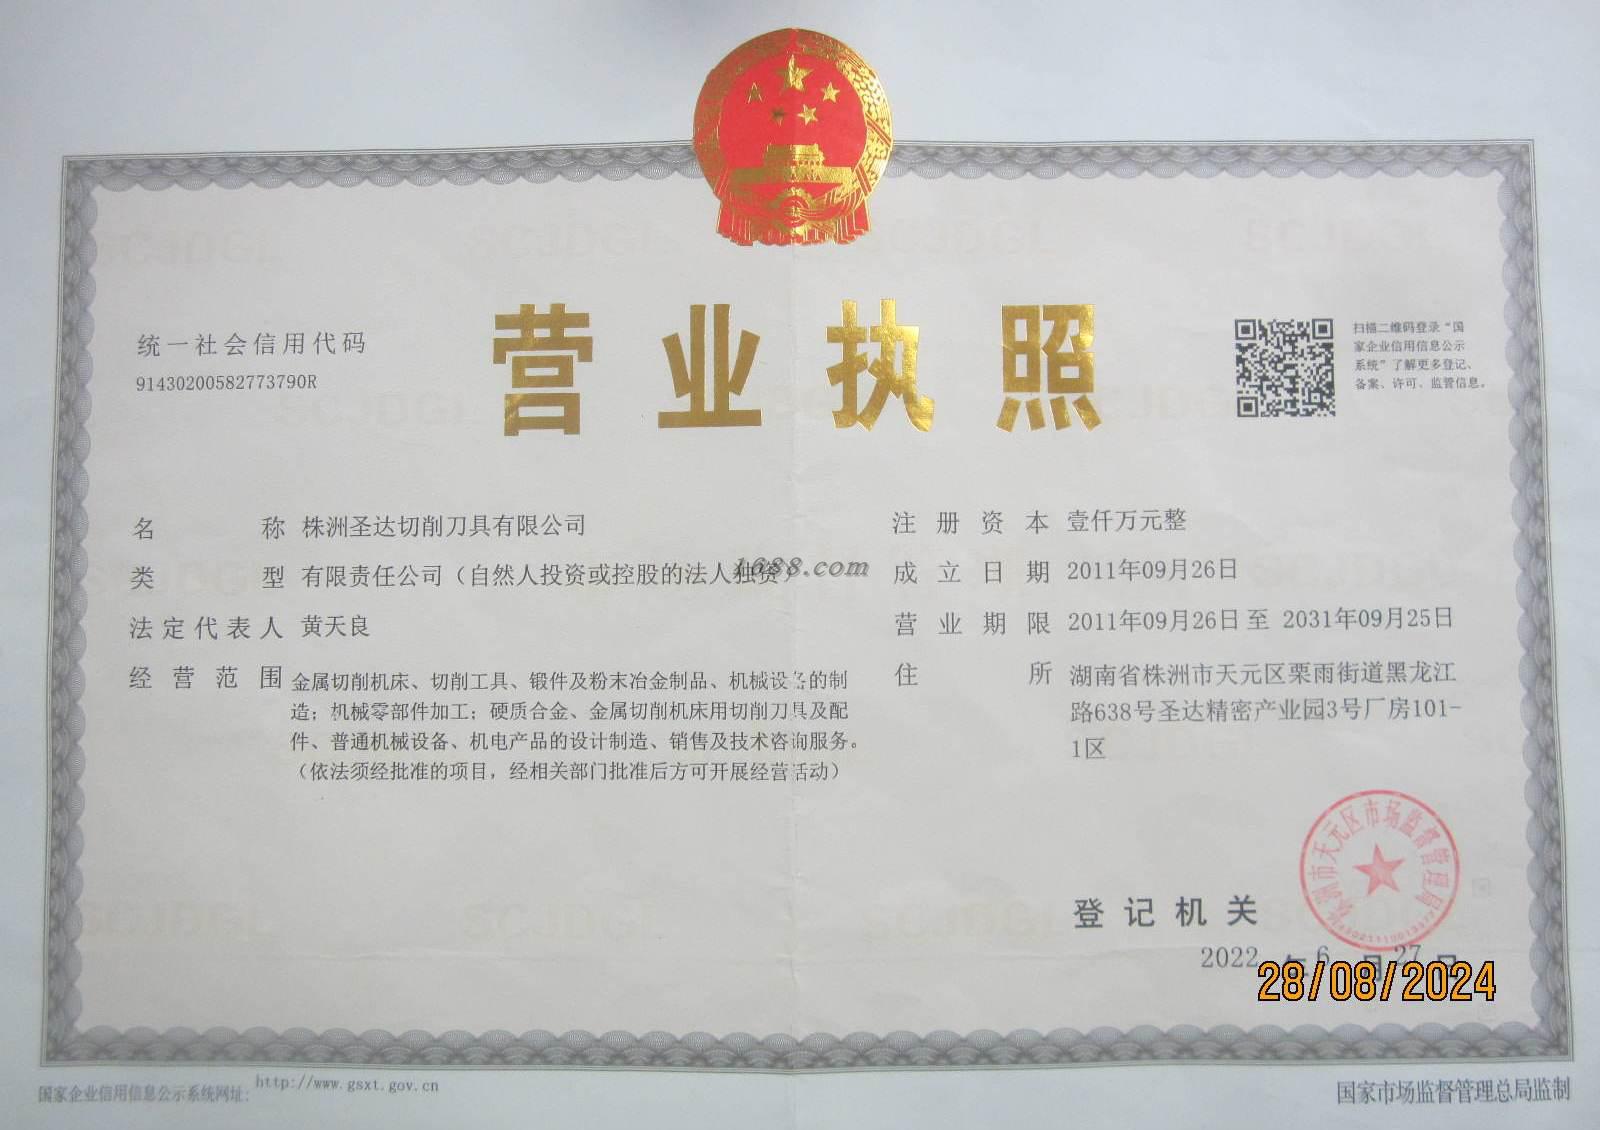 营业执照
统一社会信用代码
91430200582773790R
扫描二维码登录“国
家企业信用信息公示
系统”了解更多登记、
备案、许可、监管信息。
名称 株洲圣达切削刀具有限公司
类型 有限责任公司（自然人投资或控股的法人独资）
1688.com
法定代表人 黄天良
经营范围 金属切削机床、切削工具、锻件及粉末冶金制品、机械设备的制
造；机械零部件加工；硬质合金、金属切削机床用切削刀具及配
件、普通机械设备、机电产品的设计制造、销售及技术咨询服务。
（依法须经批准的项目，经相关部门批准后方可开展经营活动）
注册资本 壹仟万元整
成立日期 2011年09月26日
营业期限 2011年09月26日至 2031年09月25日
住所 湖南省株洲市天元区栗雨街道黑龙江
路638号圣达精密产业园3号厂房101-
1区
株洲市天元区市场监督管理局
登记机关
2022年6月27日
28/08/2024
国家企业信用信息公示系统网址：http://www.gsxt.gov.cn
国家市场监督管理总局监制